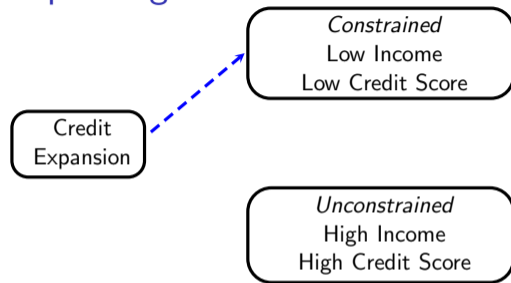 Constrained
Low Income
Low Credit Score
Credit
Expansion
Unconstrained
High Income
High Credit Score